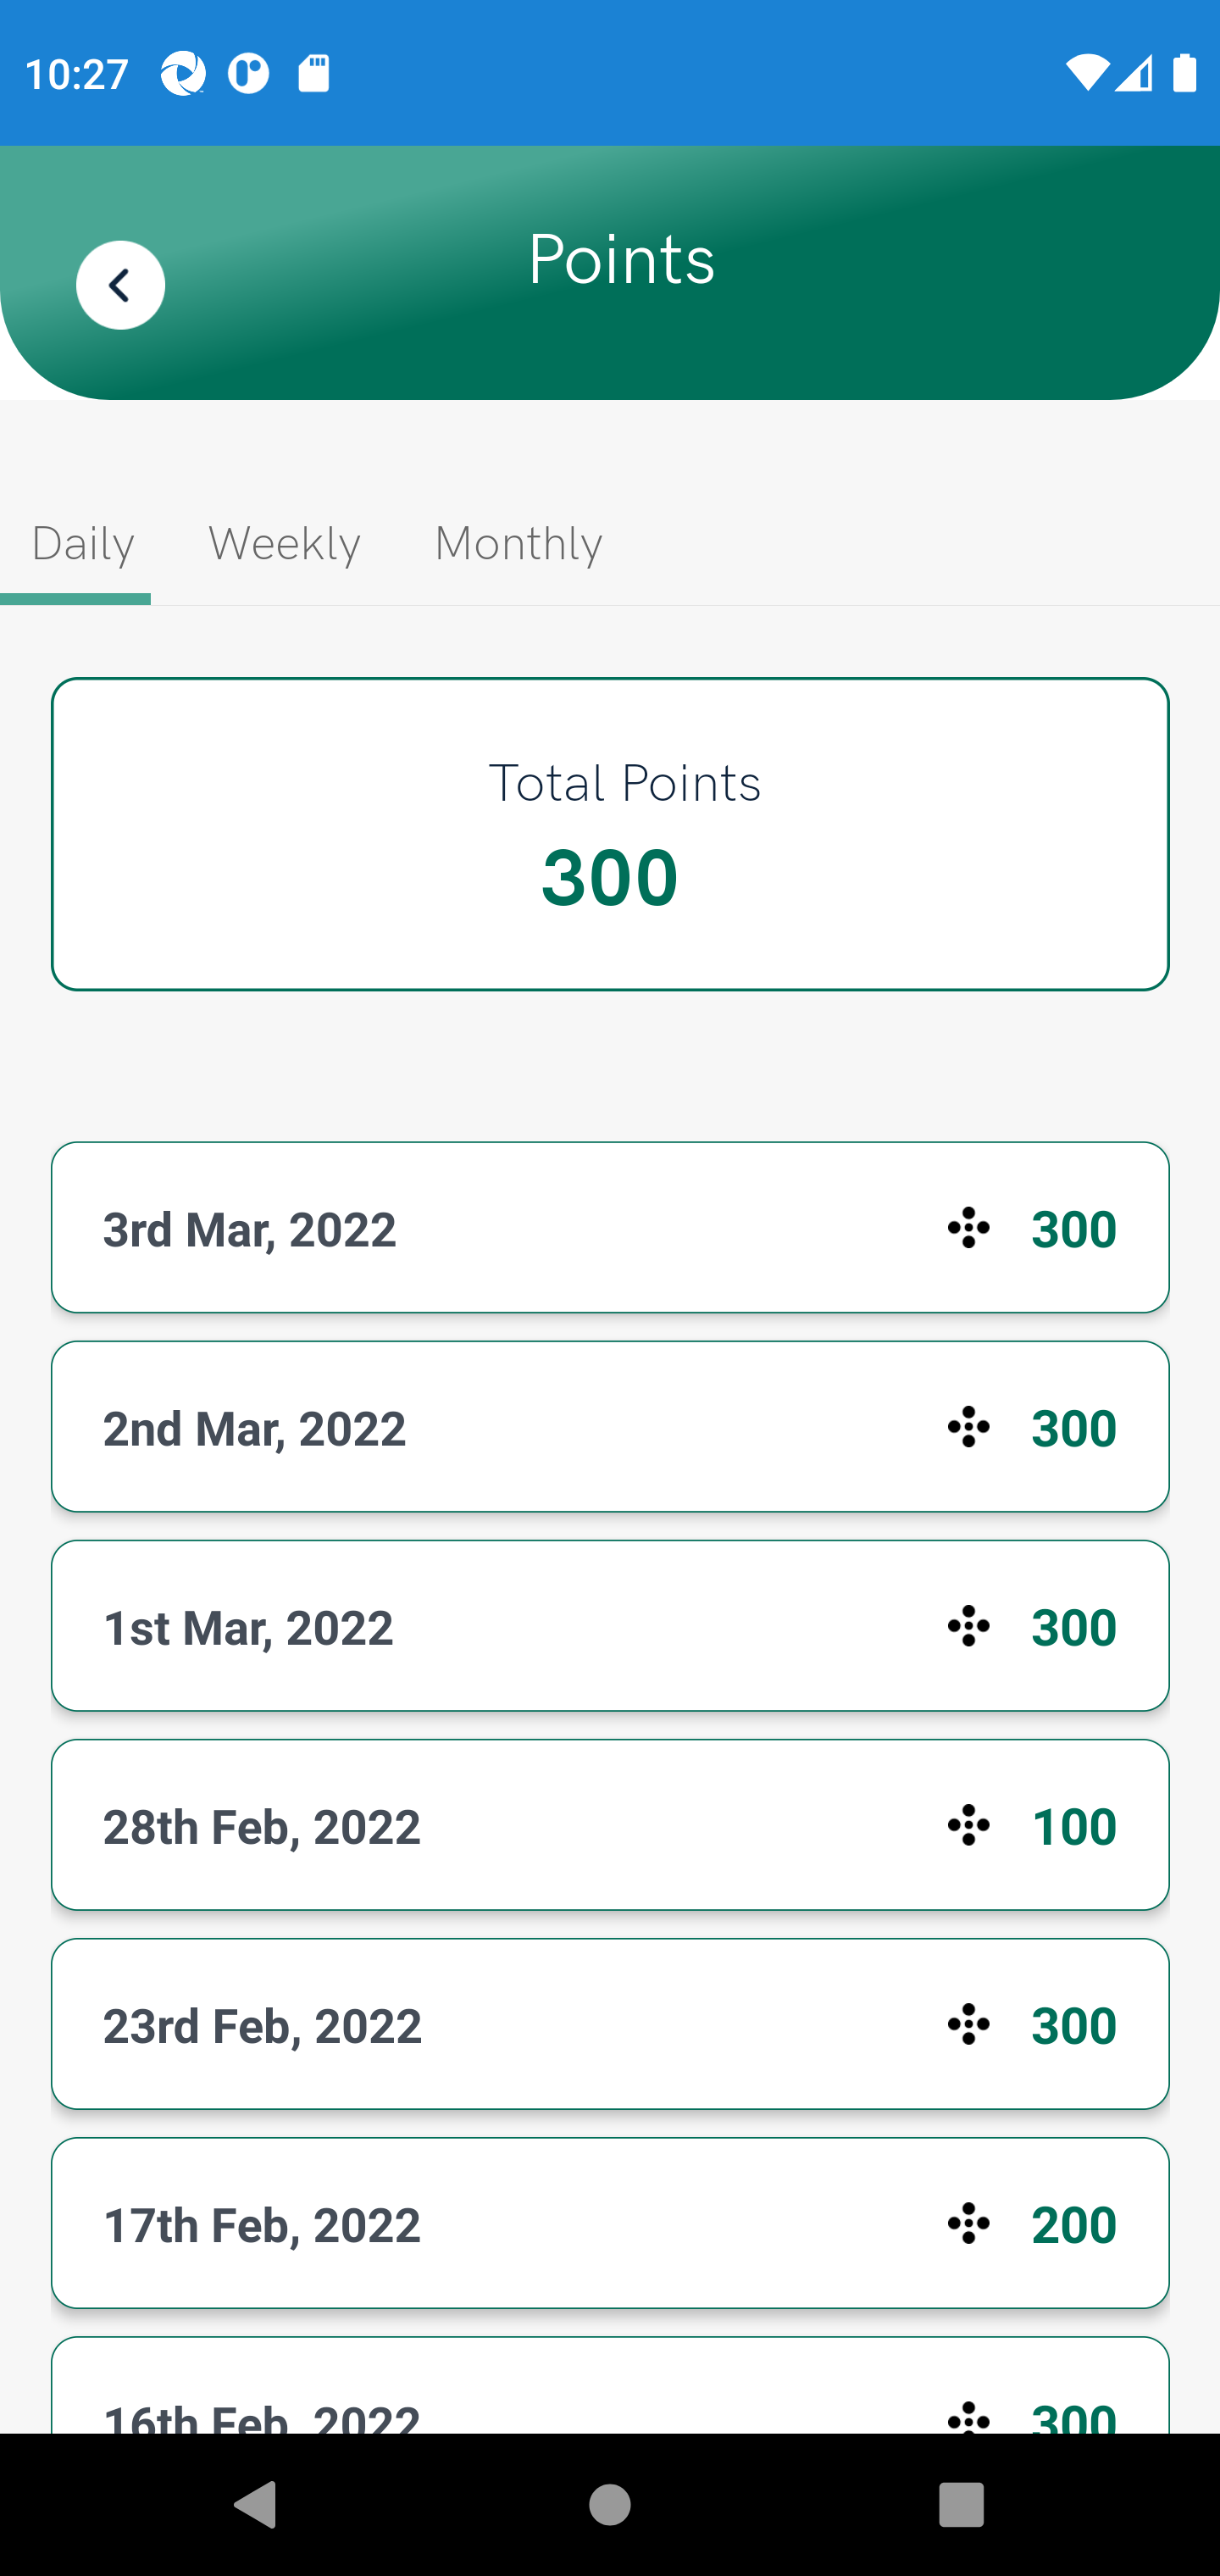 10:27
Points
Daily Weekly Monthly
Total Points
300
3rd Mar, 2022 300
2nd Mar, 2022 300
1st Mar, 2022 300
28th Feb, 2022 100
23rd Feb, 2022 300
17th Feb, 2022 200
16th Feb, 2022 300